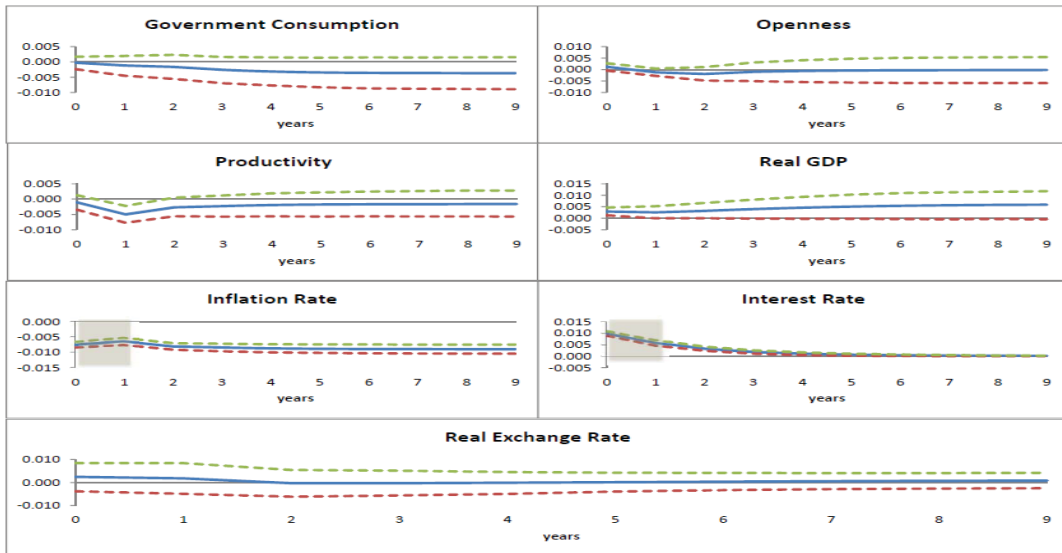 Government Consumption
0.005
0.000
-0.005
-0.010
0 1 2 3 4 5 6 7 8 9
years
Openness
0.010
0.005
0.000
-0.005
-0.010
0 1 2 3 4 5 6 7 8 9
years
Productivity
0.005
0.000
-0.005
-0.010
0 1 2 3 4 5 6 7 8 9
years
Real GDP
0.015
0.010
0.005
0.000
-0.005
0 1 2 3 4 5 6 7 8 9
years
Inflation Rate
0.000
-0.005
-0.010
-0.015
0 1 2 3 4 5 6 7 8 9
years
Interest Rate
0.015
0.010
0.005
0.000
-0.005
0 1 2 3 4 5 6 7 8 9
years
Real Exchange Rate
0.010
0.000
-0.010
0 1 2 3 4 5 6 7 8 9
years